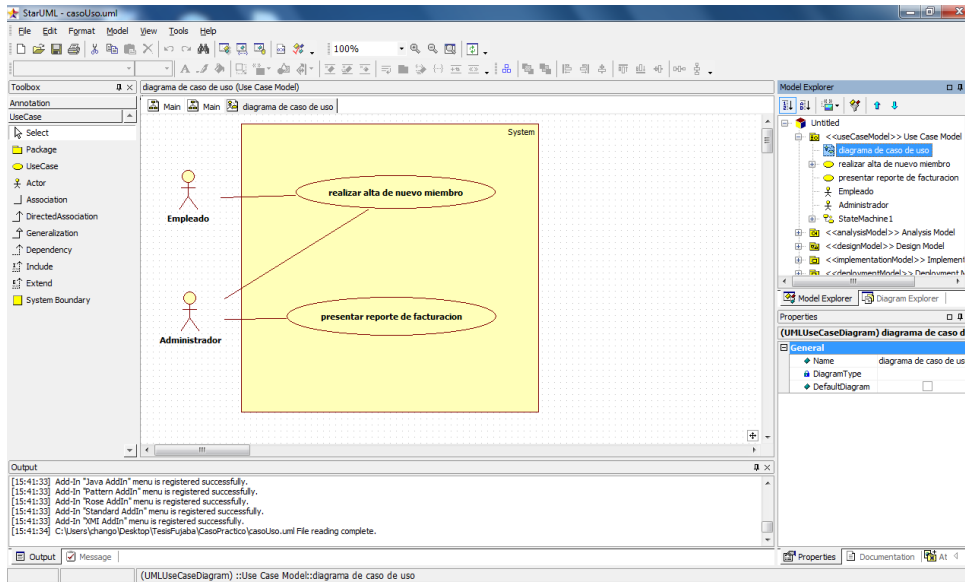 StarUML - casoUso.uml
File Edit Format Model View Tools Help
100%
Toolbox
Annotation
UseCase
Select
Package
UseCase
Actor
Association
DirectedAssociation
Generalization
Dependency
Include
Extend
System Boundary
diagrama de caso de uso (Use Case Model)
Main Main diagrama de caso de uso
System
realizar alta de nuevo miembro
Empleado
presentar reporte de facturacion
Administrador
Model Explorer
Untitled
<<useCaseModel>> Use Case Model
diagrama de caso de uso
realizar alta de nuevo miembro
presentar reporte de facturacion
Empleado
Administrador
StateMachine1
<<analysisModel>> Analysis Model
<<designModel>> Design Model
<<implementationModel>> Implement
<<deploymentModel>> Deployment M
Model Explorer Diagram Explorer
Properties
(UMLUseCaseDiagram) diagrama de caso d
General
Name diagrama de caso de us
DiagramType
DefaultDiagram
Properties Documentation At
Output
[15:41:33] Add-In "Java AddIn" menu is registered successfully.
[15:41:33] Add-In "Pattern AddIn" menu is registered successfully.
[15:41:33] Add-In "Rose AddIn" menu is registered successfully.
[15:41:33] Add-In "Standard AddIn" menu is registered successfully.
[15:41:33] Add-In "XMI AddIn" menu is registered successfully.
[15:41:34] C:\Users\chango\Desktop\TesisFujaba\CasoPractico\casoUso.uml File reading complete.
Output Message
(UMLUseCaseDiagram) ::Use Case Model::diagrama de caso de uso